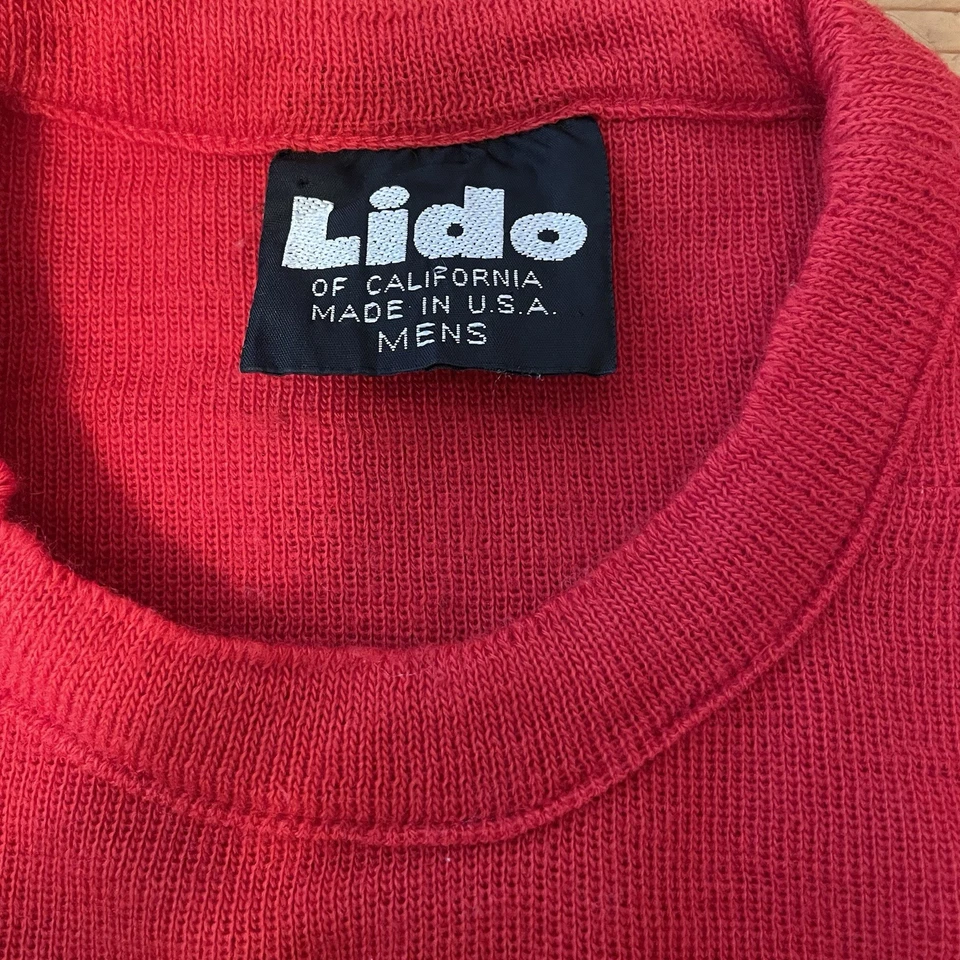 Lido
OF CALIFORNIA
MADE IN U.S.A.
MENS